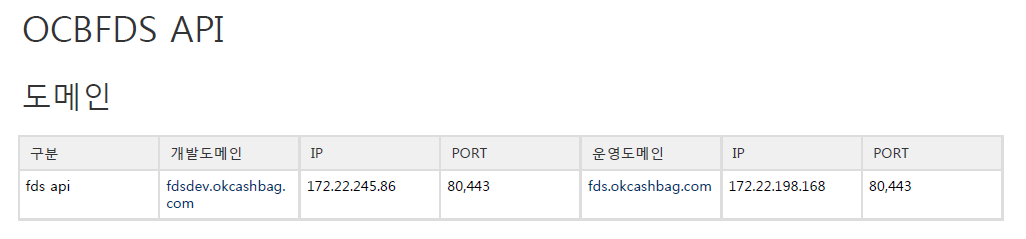 OCBFDS API
도메인
구분 개발도메인 IP PORT 운영도메인 IP PORT
fds api fdsdev.okcashbag. 172.22.245.86 80,443 fds.okcashbag.com 172.22.198.168 80,443
com